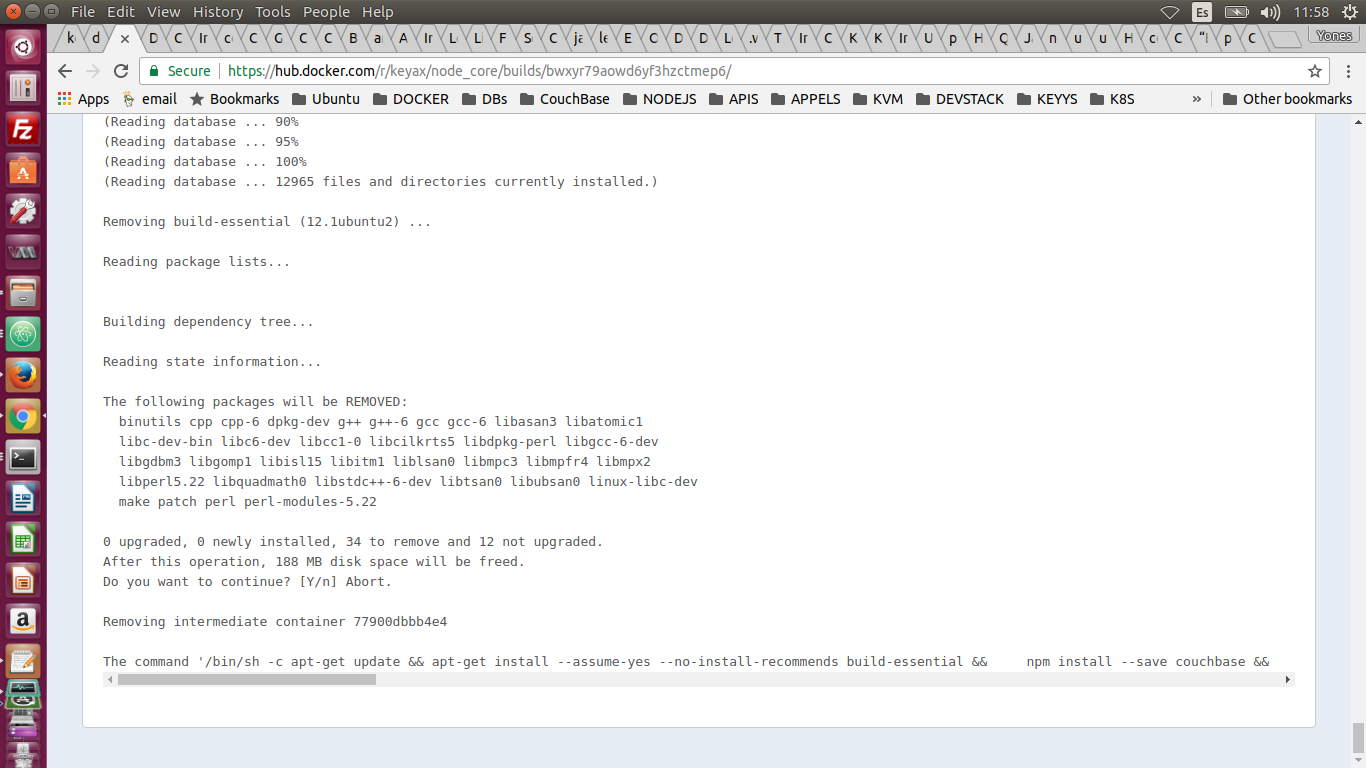 File Edit View History Tools People Help
Es 11:58
Yones
Secure https://hub.docker.com/r/keyax/node_core/builds/bwxyr79aowd6yf3hzctmep6/
Apps email Bookmarks Ubuntu DOCKER DBs CouchBase NODEJS APIS APPELS KVM DEVSTACK KEYYS K8S » Other bookmarks
(Reading database ... 90%
(Reading database ... 95%
(Reading database ... 100%
(Reading database ... 12965 files and directories currently installed.)
Removing build-essential (12.1ubuntu2) ...
Reading package lists...
Building dependency tree...
Reading state information...
The following packages will be REMOVED:
binutils cpp cpp-6 dpkg-dev g++ g++-6 gcc gcc-6 libasan3 libatomic1
libc-dev-bin libc6-dev libcc1-0 libcilkrts5 libdpkg-perl libgcc-6-dev
libgdbm3 libgomp1 libisl15 libitm1 liblsan0 libmpc3 libmpfr4 libmpx2
libperl5.22 libquadmath0 libstdc++-6-dev libtsan0 libubsan0 linux-libc-dev
make patch perl perl-modules-5.22
0 upgraded, 0 newly installed, 34 to remove and 12 not upgraded.
After this operation, 188 MB disk space will be freed.
Do you want to continue? [Y/n] Abort.
Removing intermediate container 77900dbbb4e4
The command '/bin/sh -c apt-get update && apt-get install --assume-yes --no-install-recommends build-essential && npm install --save couchbase &&